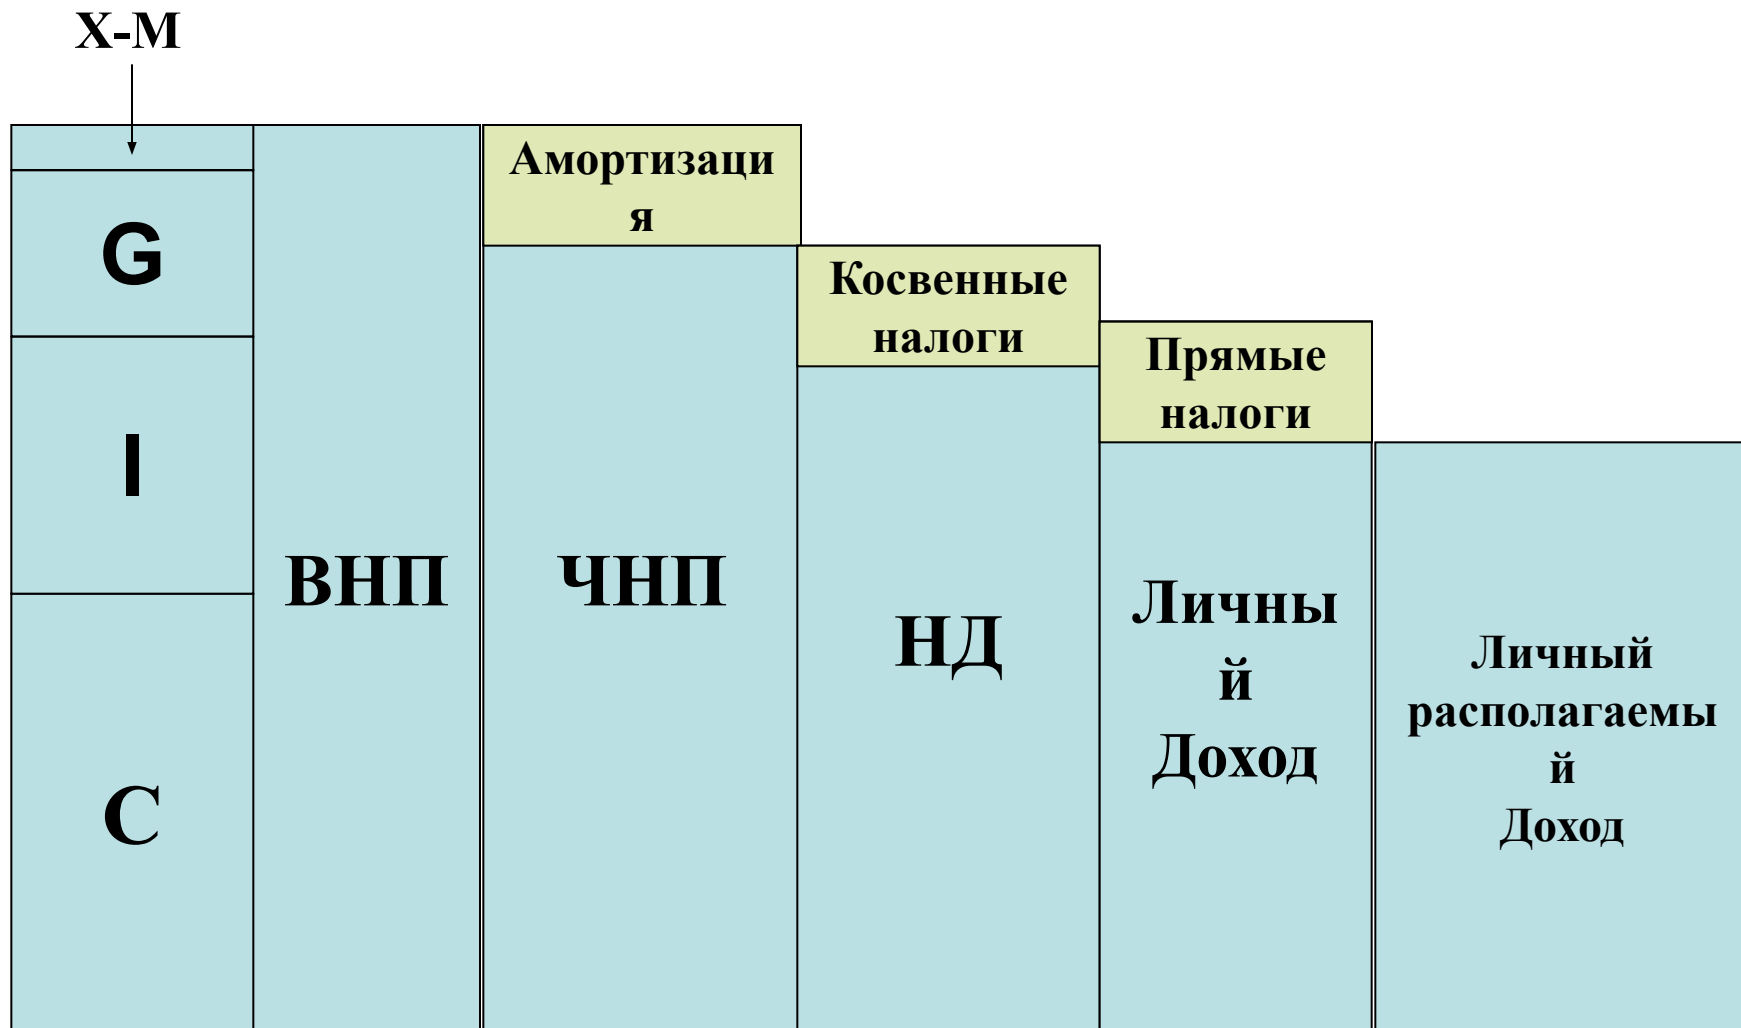 X-M
G
I
C
ВНП
Амортизаци
я
ЧНП
Косвенные
налоги
НД
Прямые
налоги
Личны
й
Доход
Личный
располагаемы
й
Доход